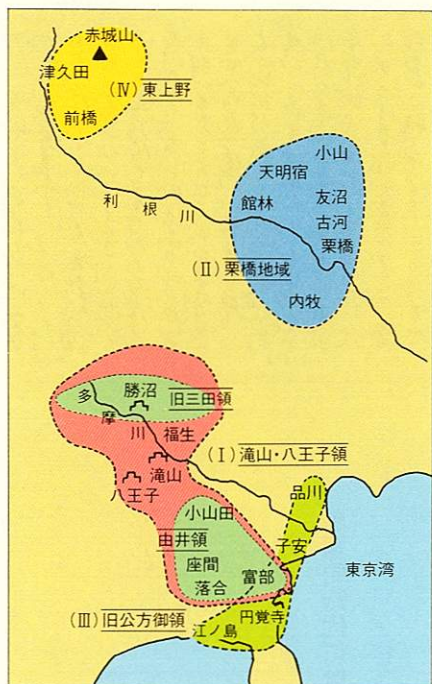 赤城山
津久田
(Ⅳ)東上野
前橋
小山
天明宿
館林
友沼
古河
栗橋
利根川
(Ⅱ)栗橋地域
内牧
勝沼
旧三田領
多摩川
福生
(Ⅰ)滝山・八王子領
滝山
八王子
品川
小山田
由井領
子安
座間
富部
東京湾
落合
円覚寺
(Ⅲ)旧公方御領
江ノ島